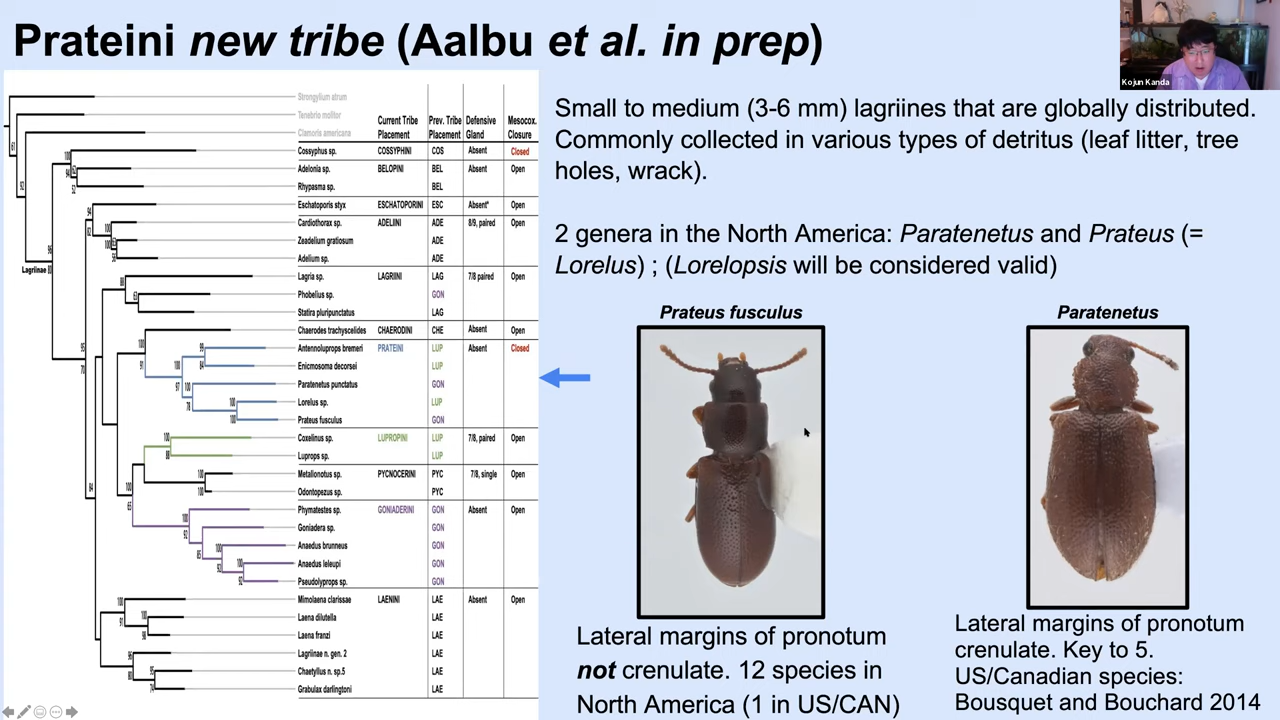 Prateini new tribe (Aalbu et al. in prep)
Kojun Kanda
Small to medium (3-6 mm) lagriines that are globally distributed.
Commonly collected in various types of detritus (leaf litter, tree
holes, wrack).
2 genera in the North America: Paratenetus and Prateus (=
Lorelus) ; (Lorelopsis will be considered valid)
Strongylium atrum
Tenebrio molitor
Clamoris americana
Current Tribe Placement Prev. Tribe Placement Defensive Gland Mesocox. Closure
Cossyphus sp. COSSYPHINI COS Absent Closed
Adelonia sp. BELOPINI BEL Absent Open
Rhypasma sp. BEL
Eschatoporis styx ESCHATOPORINI ESC Absent* Open
Cardiothorax sp. ADELIINI ADE 8/9, paired Open
Zeadelium gratiosum ADE
Adelium sp. ADE
Lagriinae
Lagria sp. LAGRIINI LAG 7/8 paired Open
Phobelius sp. GON
Statira pluripunctatus LAG
Chaerodes trachyscelides CHAERODINI CHE Absent Open
Antennoluprops bremeri PRATEINI LUP Absent Closed
Enicmosoma decorsei LUP
Paratenetus punctatus GON
Lorelus sp. LUP
Prateus fusculus GON
Coxelinus sp. LUPROPINI LUP 7/8, paired Open
Luprops sp. LUP
Metallonotus sp. PYCNOCERINI PYC 7/8, single Open
Odontopezus sp. PYC
Phymatestes sp. GONIADERINI GON Absent Open
Goniadera sp. GON
Anaedus brunneus GON
Anaedus leleupi GON
Pseudolyprops sp. GON
Mimolaena clarissae LAENINI LAE Absent Open
Laena dilutella LAE
Laena franzi LAE
Lagriinae n. gen. 2 LAE
Chaetyllus n. sp.5 LAE
Grabulax darlingtoni LAE
Prateus fusculus
Lateral margins of pronotum
not crenulate. 12 species in
North America (1 in US/CAN)
Paratenetus
Lateral margins of pronotum
crenulate. Key to 5.
US/Canadian species:
Bousquet and Bouchard 2014